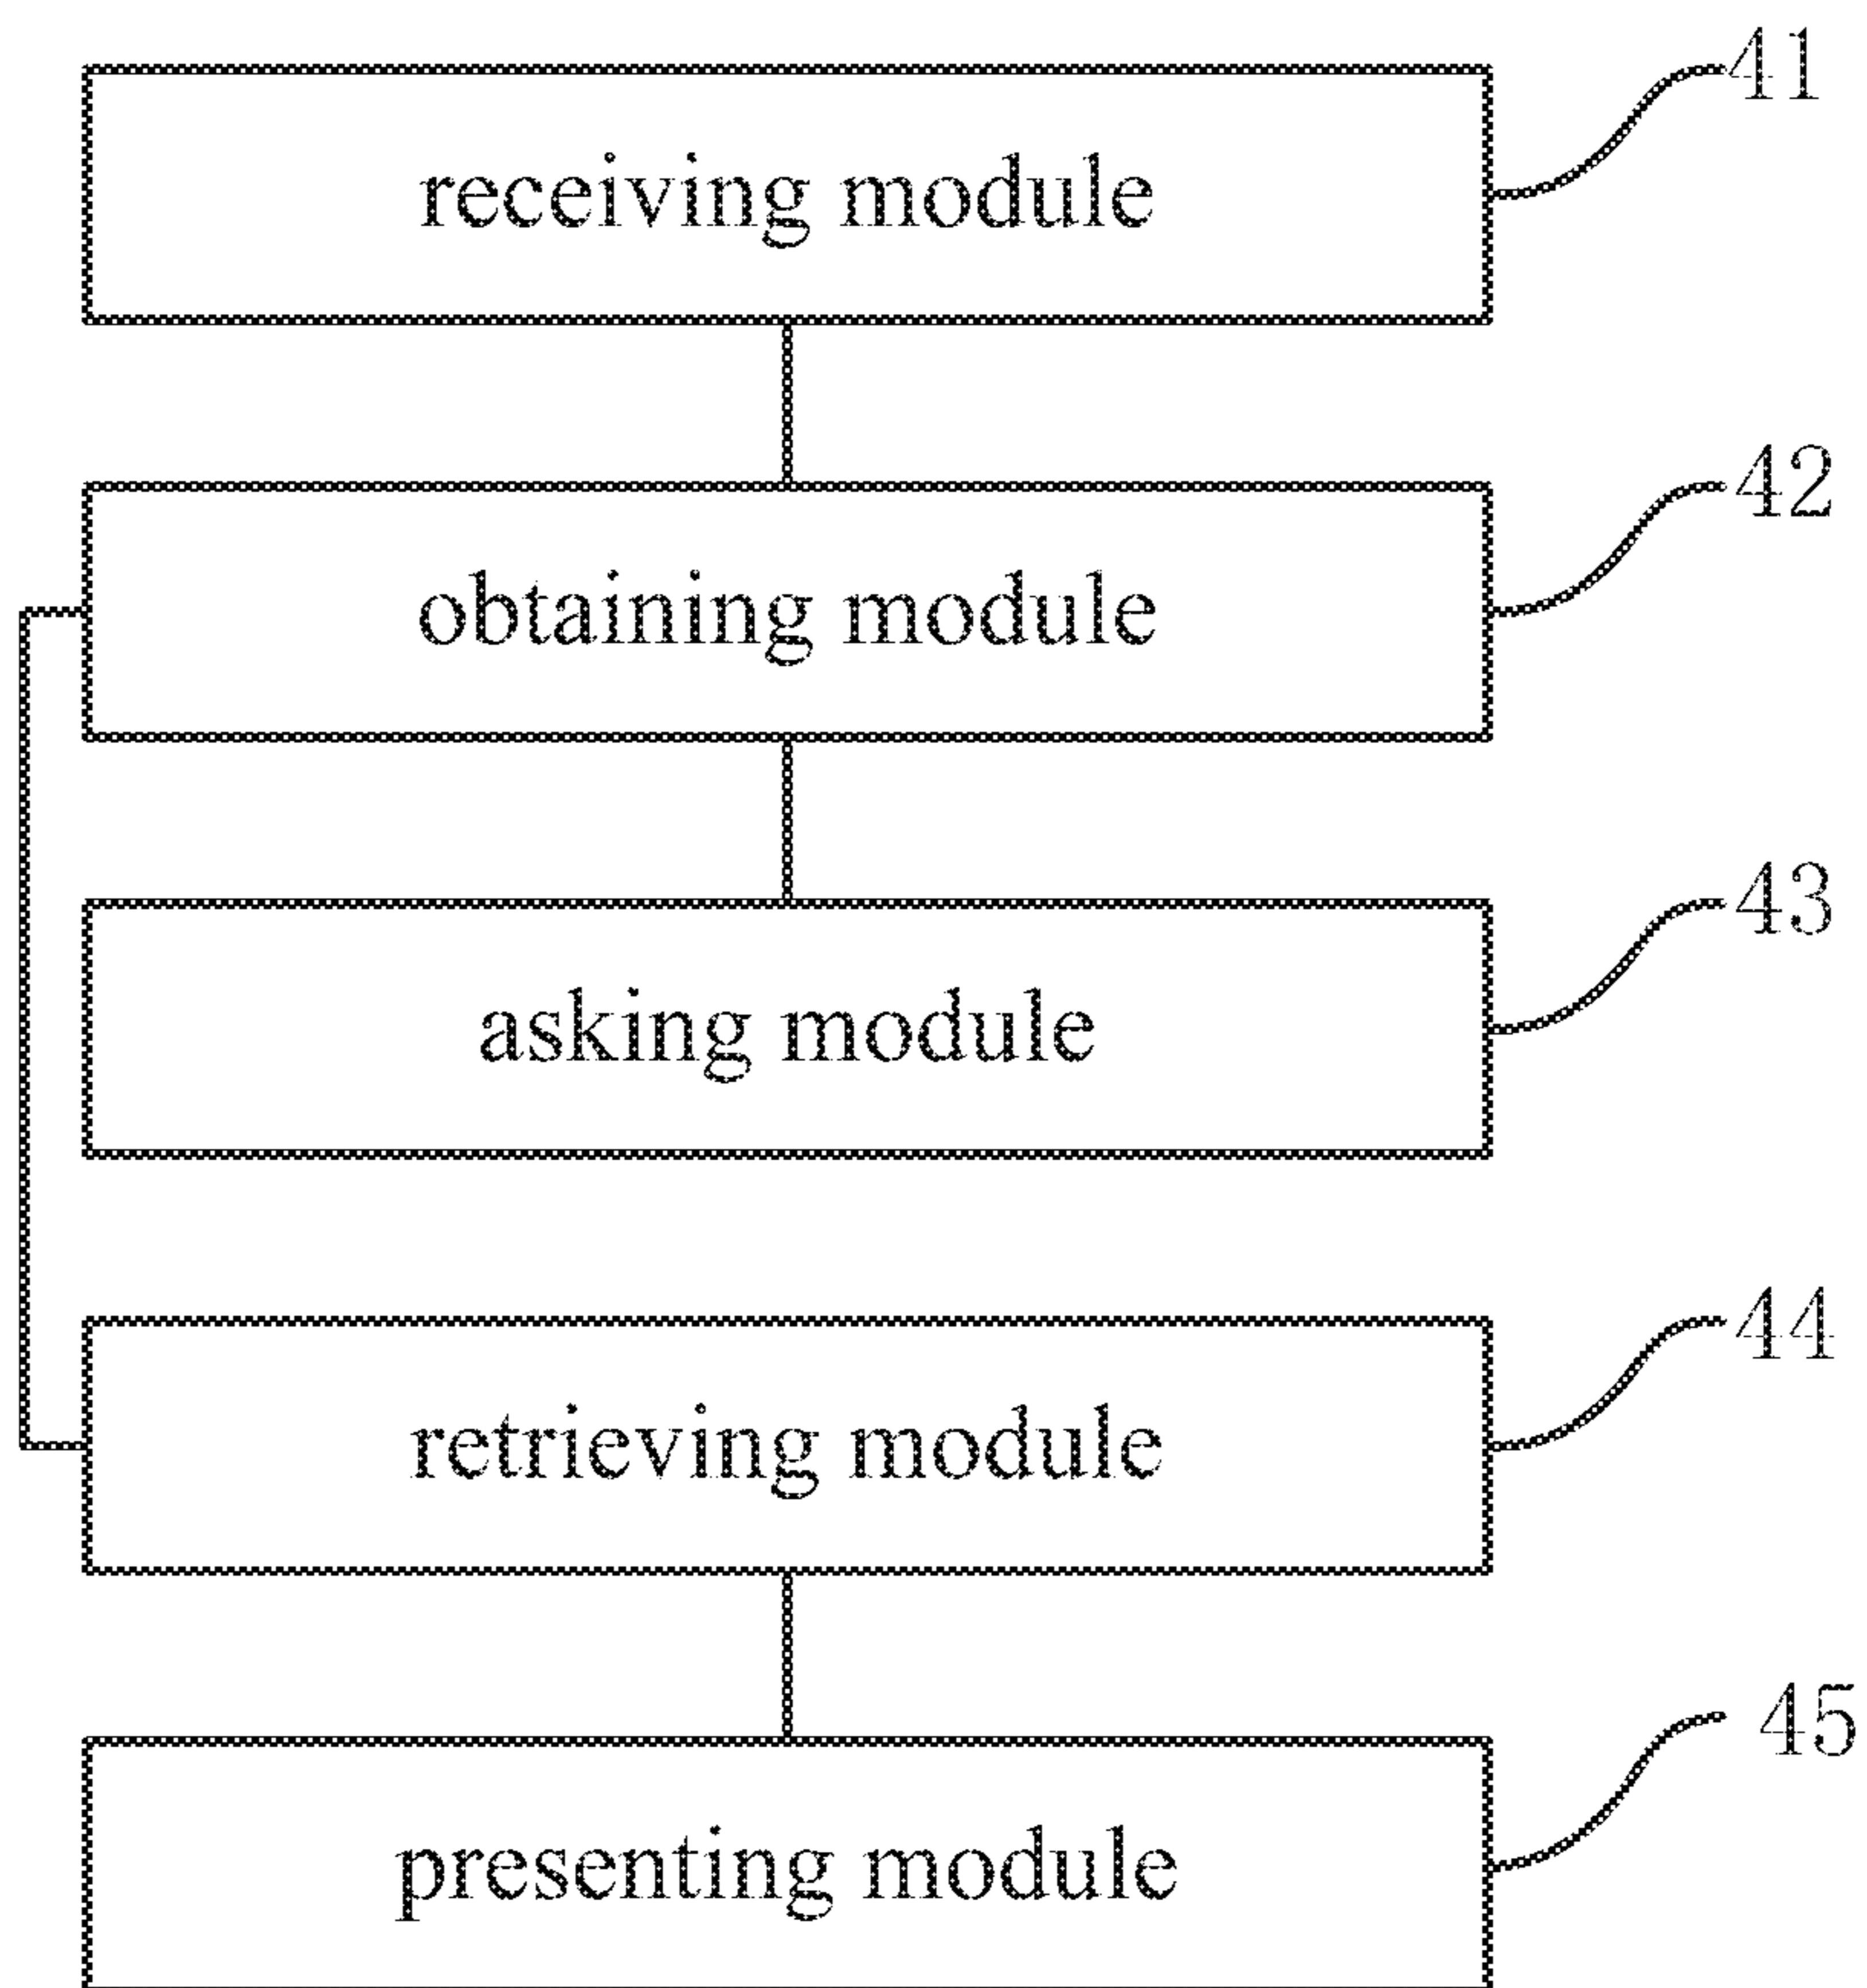 41
receiving module
42
obtaining module
43
asking module
44
retrieving module
45
presenting module